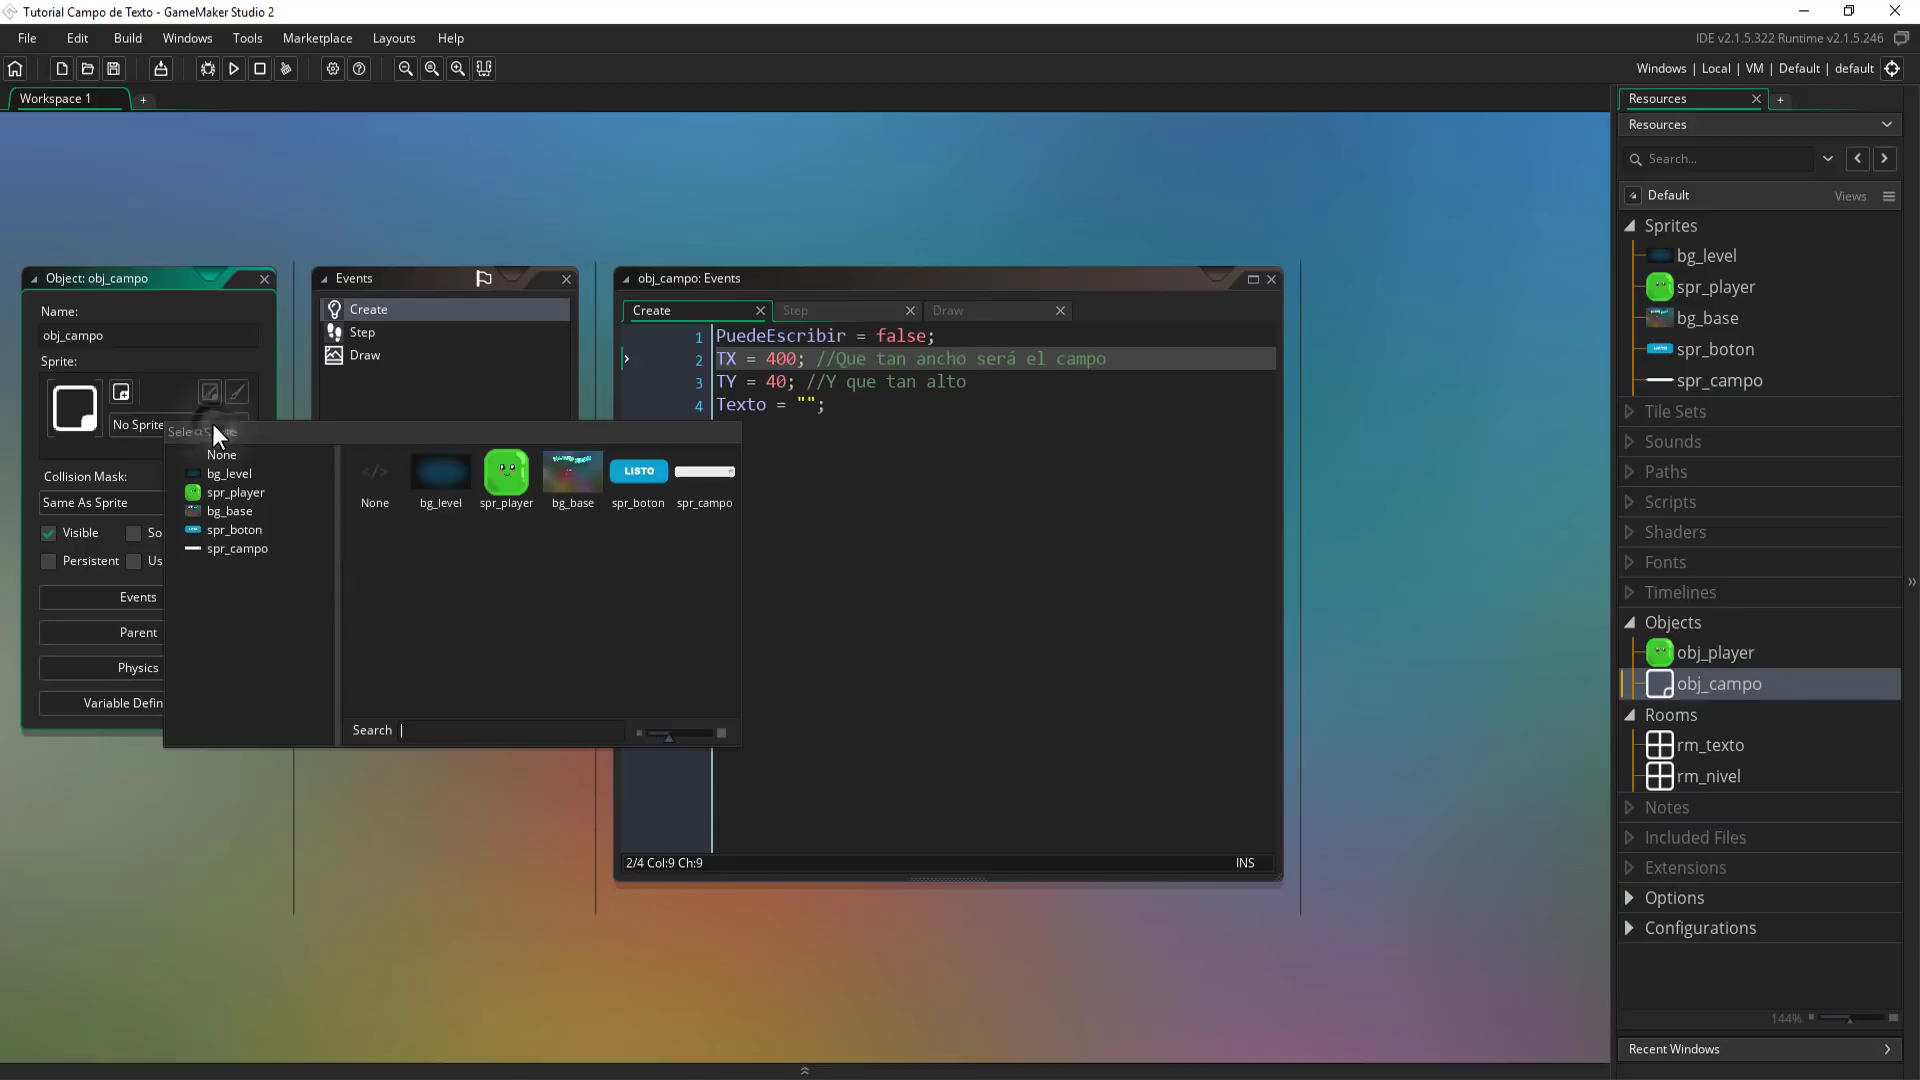 Tutorial Campo de Texto - GameMaker Studio 2
File Edit Build Windows Tools Marketplace Layouts Help
IDE v2.1.5.322 Runtime v2.1.5.246
Windows | Local | VM | Default | default
Workspace 1
Resources
Resources
Search...
Default Views
Sprites
bg_level
spr_player
bg_base
spr_boton
spr_campo
Tile Sets
Sounds
Paths
Scripts
Shaders
Fonts
Timelines
Objects
obj_player
obj_campo
Rooms
rm_texto
rm_nivel
Notes
Included Files
Extensions
Options
Configurations
144%
Recent Windows
Object: obj_campo
Name:
obj_campo
Sprite:
No Sprite
Collision Mask:
Same As Sprite
Visible So
Persistent Us
Events
Parent
Physics
Variable Defin
Events
Create
Step
Draw
None
bg_level
spr_player
bg_base
spr_boton
spr_campo
LISTO
None bg_level spr_player bg_base spr_boton spr_campo
Search
obj_campo: Events
Create Step Draw
1 PuedeEscribir = false;
2 TX = 400; //Que tan ancho será el campo
3 TY = 40; //Y que tan alto
4 Texto = "";
2/4 Col:9 Ch:9 INS